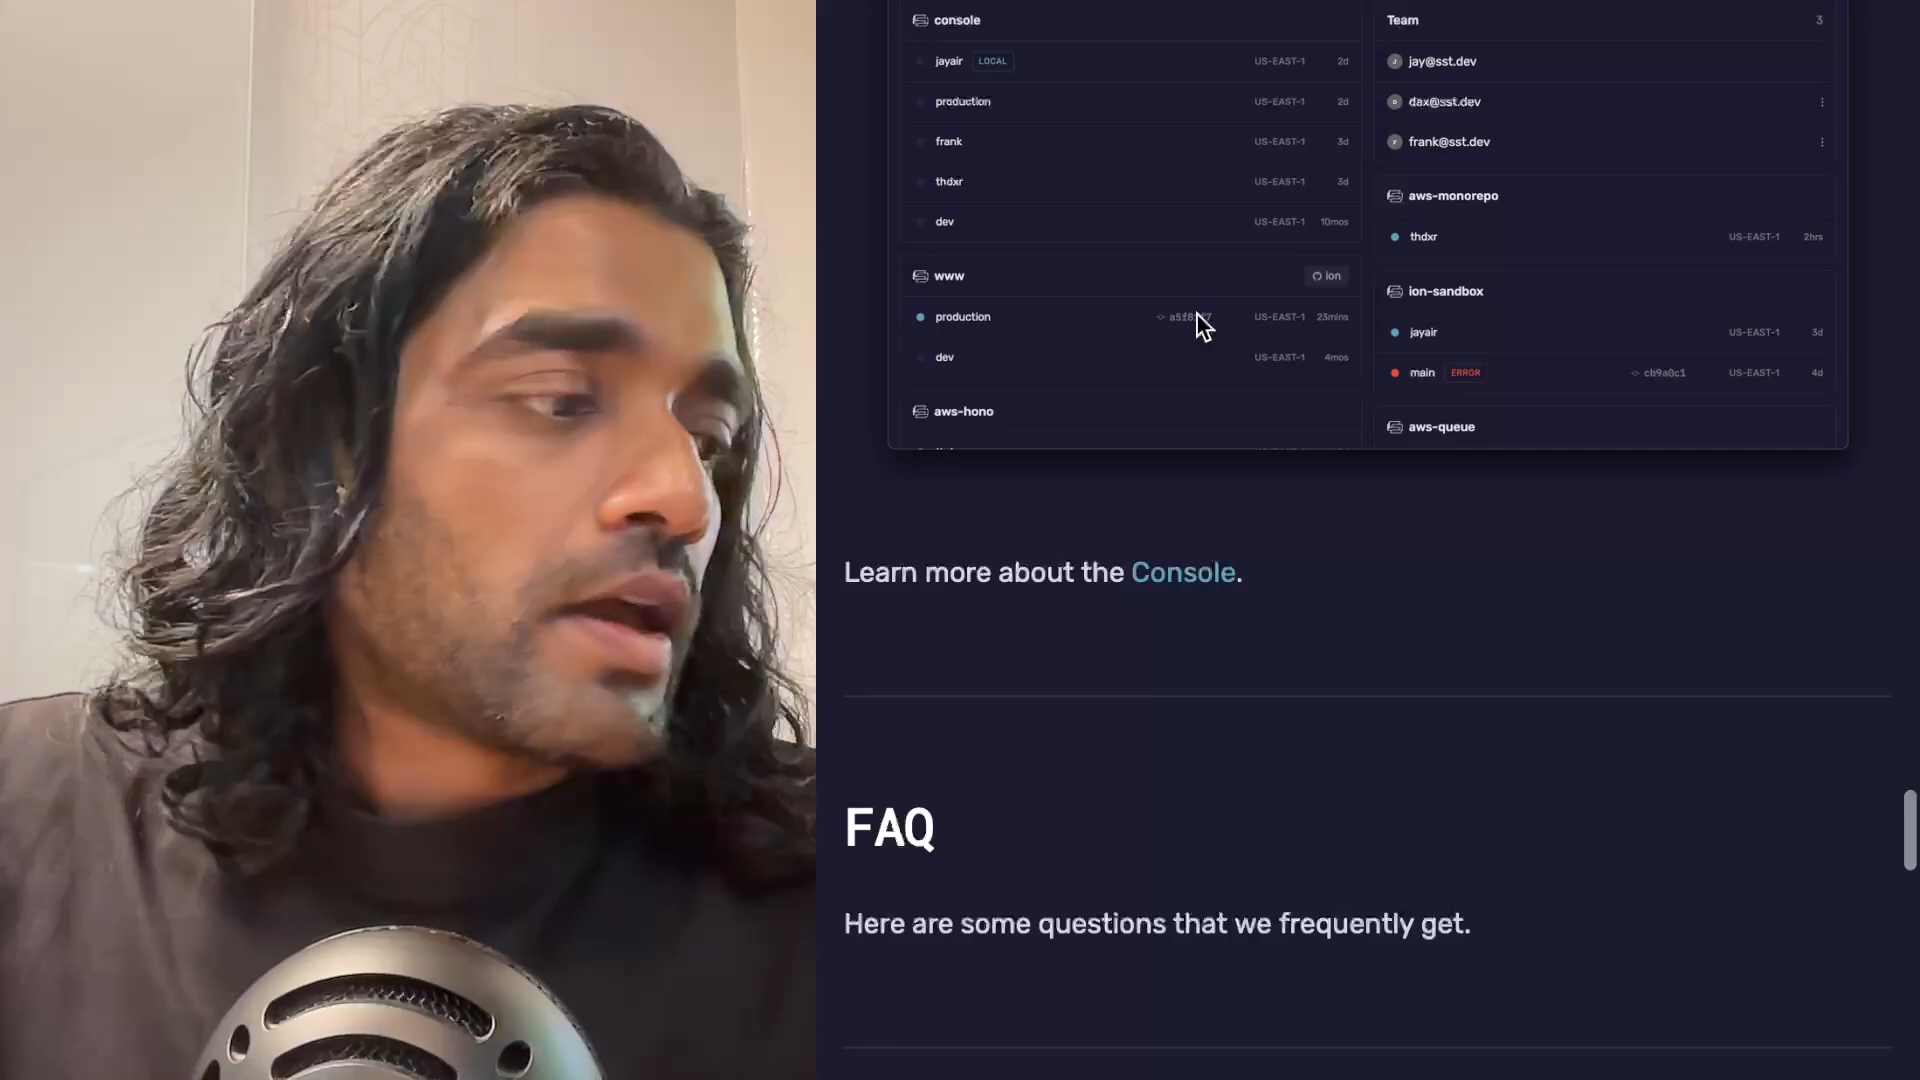 console
jayair LOCAL US-EAST-1 2d
production US-EAST-1 2d
frank US-EAST-1 3d
thdxr US-EAST-1 3d
dev US-EAST-1 10mos
www ion
production US-EAST-1 23mins
dev US-EAST-1 4mos
aws-hono
Team 3
jay@sst.dev
dax@sst.dev
frank@sst.dev
aws-monorepo
thdxr US-EAST-1 2hrs
ion-sandbox
jayair US-EAST-1 3d
main ERROR cb9a0c1 US-EAST-1 4d
aws-queue
Learn more about the Console.
FAQ
Here are some questions that we frequently get.